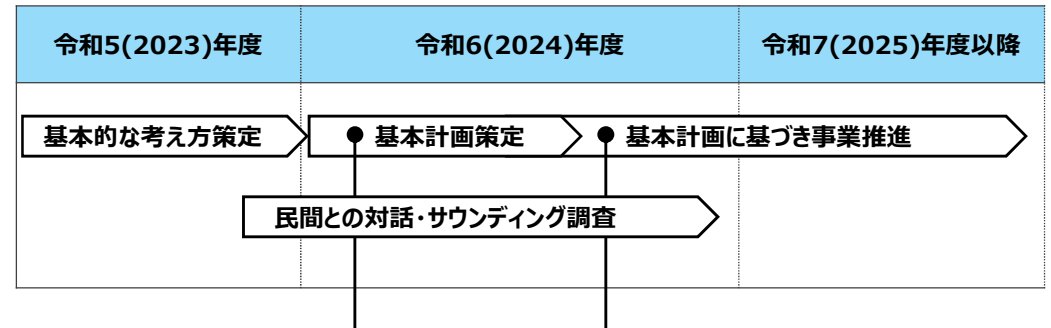 令和5(2023)年度
令和6(2024)年度
令和7(2025)年度以降
基本的な考え方策定
基本計画策定
基本計画に基づき事業推進
民間との対話・サウンディング調査